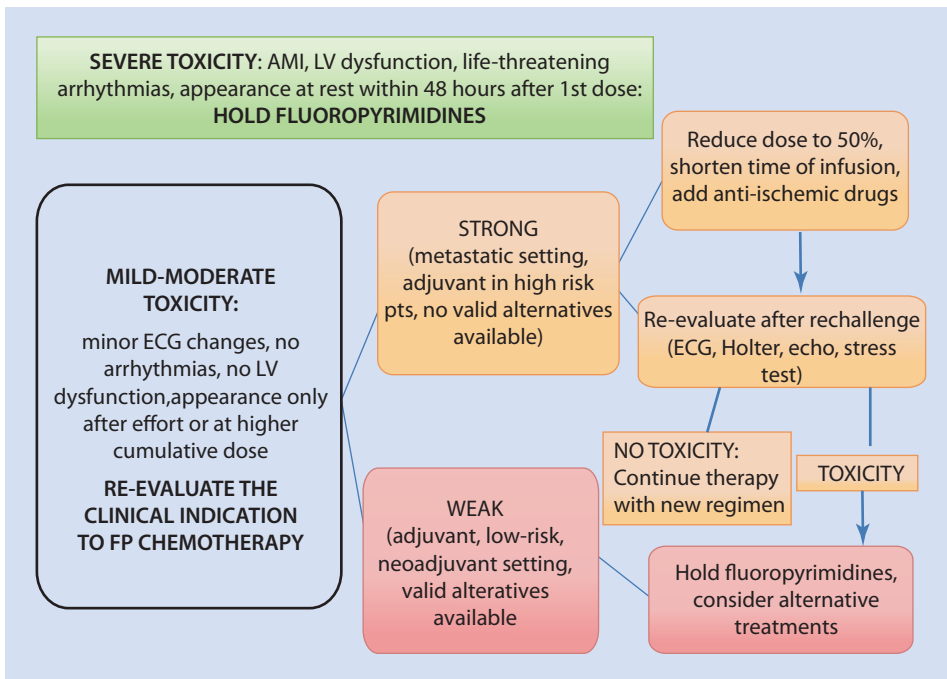 SEVERE TOXICITY: AMI, LV dysfunction, life-threatening
arrhythmias, appearance at rest within 48 hours after 1st dose:
HOLD FLUOROPYRIMIDINES
MILD-MODERATE
TOXICITY:
minor ECG changes, no
arrhythmias, no LV
dysfunction,appearance only
after effort or at higher
cumulative dose
RE-EVALUATE THE
CLINICAL INDICATION
TO FP CHEMOTHERAPY
STRONG
(metastatic setting,
adjuvant in high risk
pts, no valid alternatives
available)
WEAK
(adjuvant, low-risk,
neoadjuvant setting,
valid alteratives
available
Reduce dose to 50%,
shorten time of infusion,
add anti-ischemic drugs
Re-evaluate after rechallenge
(ECG, Holter, echo, stress
test)
NO TOXICITY:
Continue therapy
with new regimen
TOXICITY
Hold fluoropyrimidines,
consider alternative
treatments